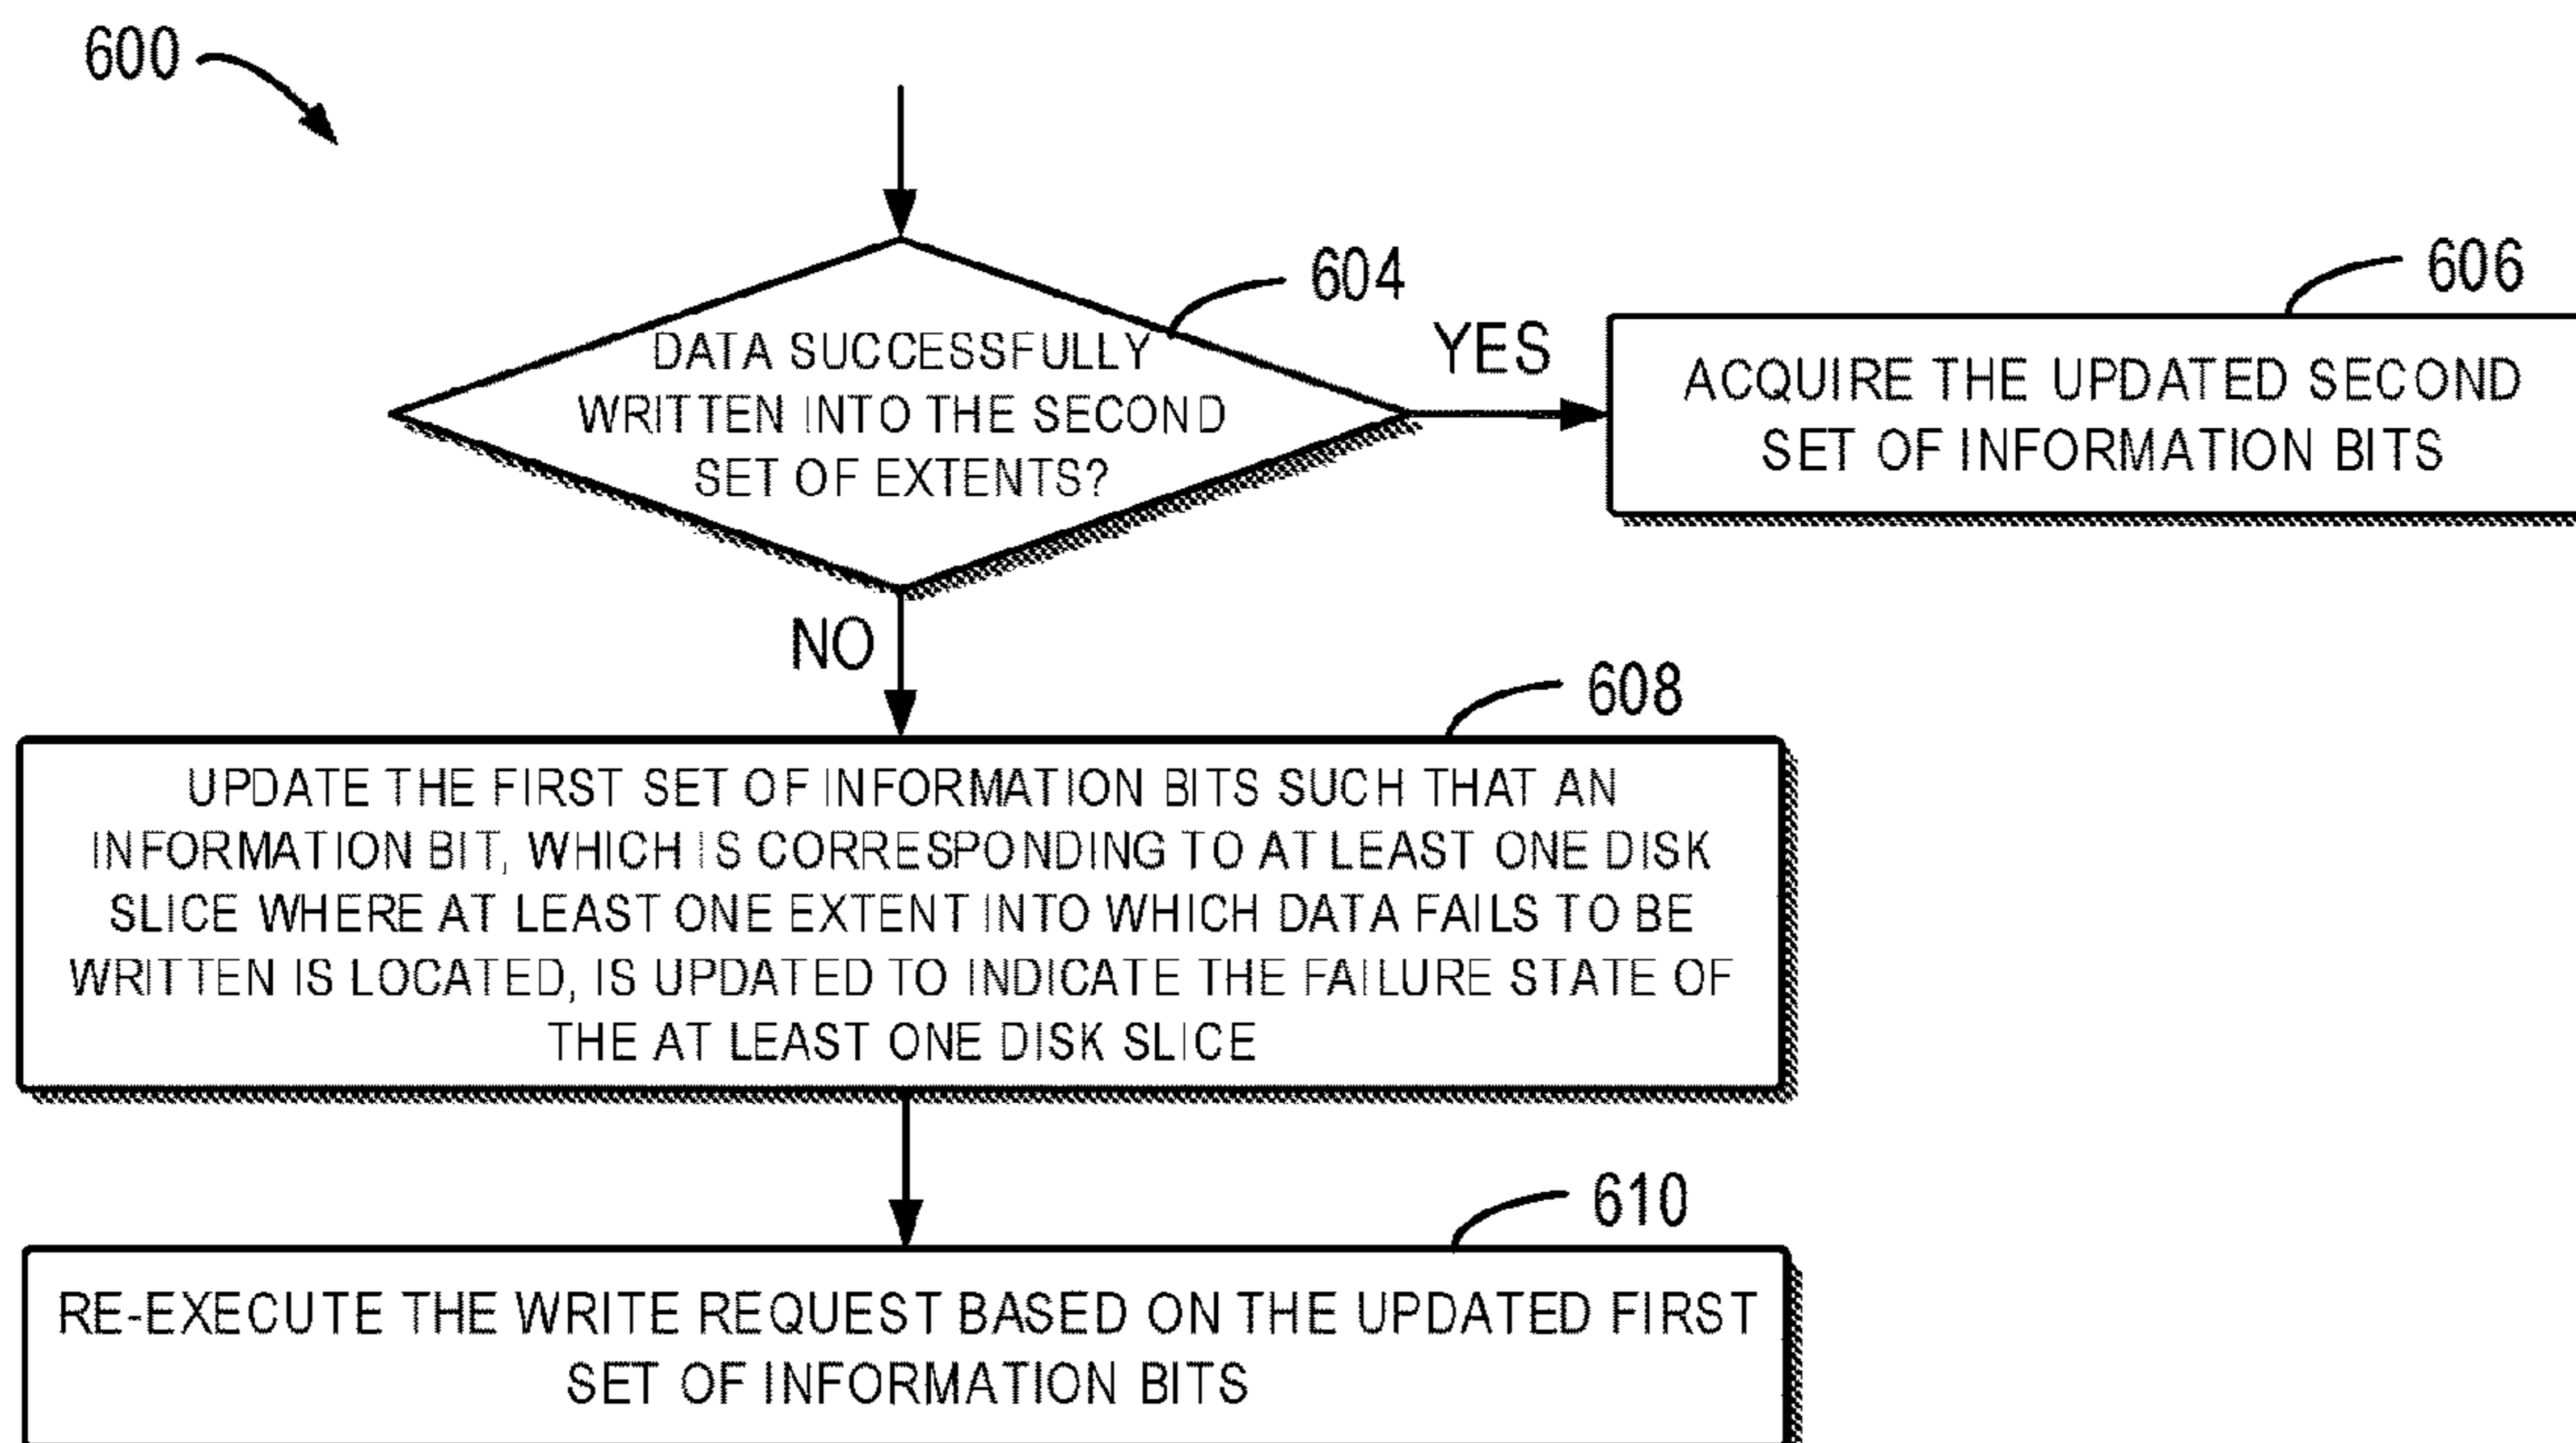 600
604
DATA SUCCESSFULLY
WRITTEN INTO THE SECOND
SET OF EXTENTS?
YES
606
ACQUIRE THE UPDATED SECOND
SET OF INFORMATION BITS
NO
608
UPDATE THE FIRST SET OF INFORMATION BITS SUCH THAT AN
INFORMATION BIT, WHICH IS CORRESPONDING TO AT LEAST ONE DISK
SLICE WHERE AT LEAST ONE EXTENT INTO WHICH DATA FAILS TO BE
WRITTEN IS LOCATED, IS UPDATED TO INDICATE THE FAILURE STATE OF
THE AT LEAST ONE DISK SLICE
610
RE-EXECUTE THE WRITE REQUEST BASED ON THE UPDATED FIRST
SET OF INFORMATION BITS